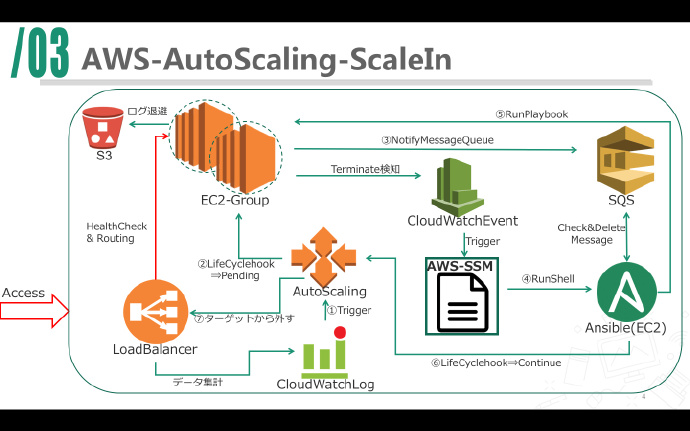 /03 AWS-AutoScaling-ScaleIn
⑤RunPlaybook
ログ退避
③NotifyMessageQueue
S3
Terminate検知
EC2-Group
SQS
CloudWatchEvent
HealthCheck
& Routing
Check&Delete
Message
Trigger
②LifeCyclehook
⇒Pending
AWS-SSM
④RunShell
AutoScaling
Access
①Trigger
⑦ターゲットから外す
Ansible(EC2)
LoadBalancer
⑥LifeCyclehook⇒Continue
データ集計
CloudWatchLog
4